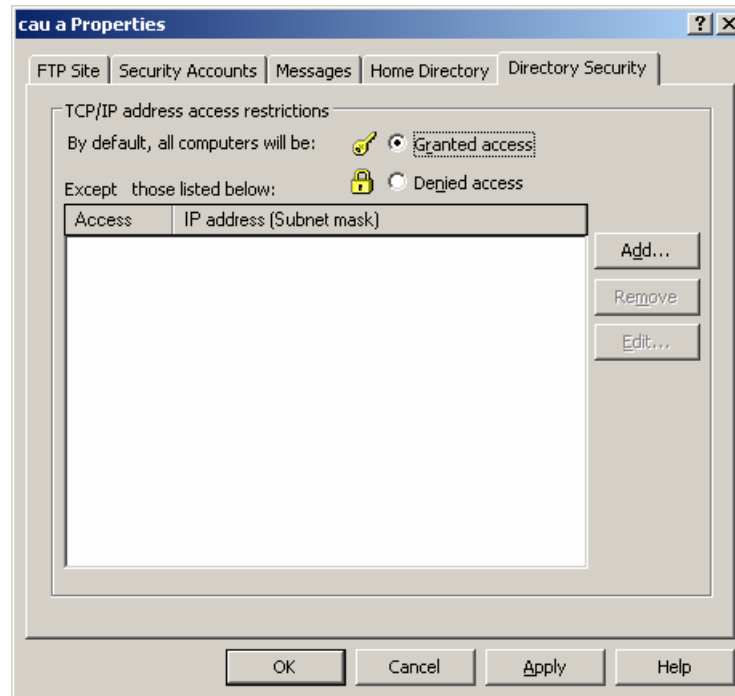 cau a Properties
FTP Site Security Accounts Messages Home Directory Directory Security
TCP/IP address access restrictions
By default, all computers will be: Granted access
Except those listed below: Denied access
Access IP address (Subnet mask)
Add...
Remove
Edit...
OK Cancel Apply Help